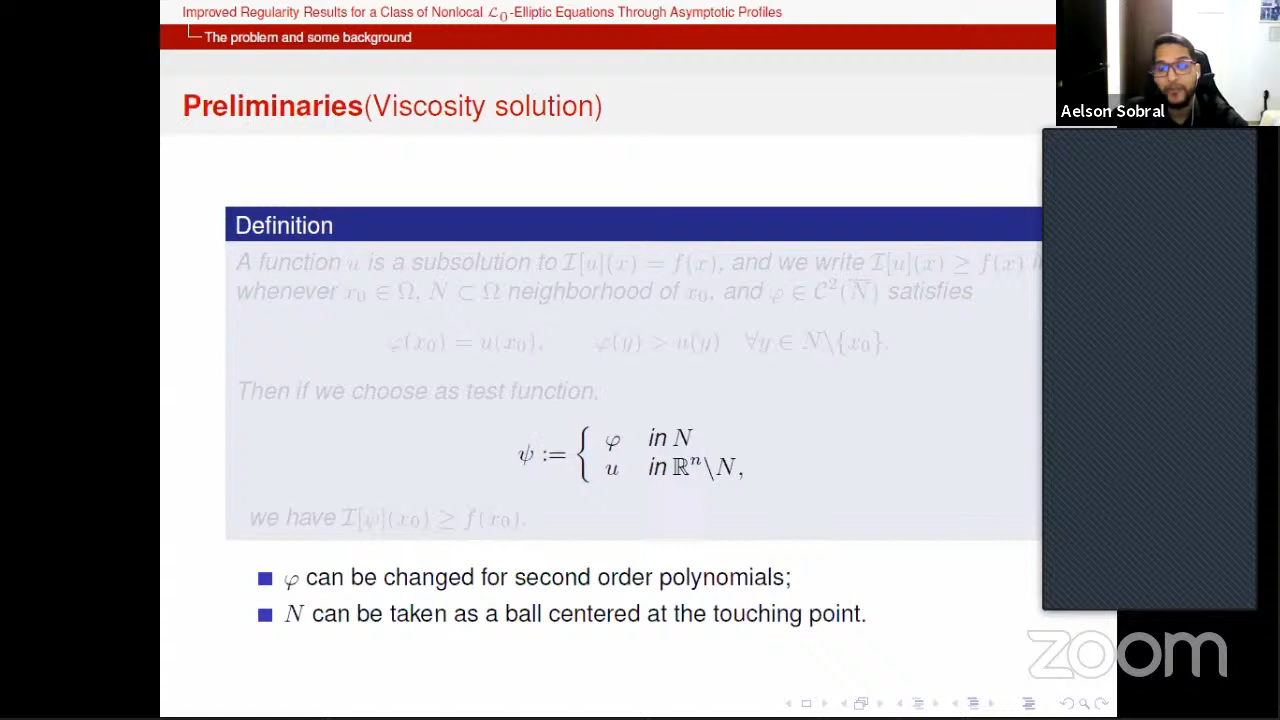 Improved Regularity Results for a Class of Nonlocal ℒ₀-Elliptic Equations Through Asymptotic Profiles
The problem and some background
Preliminaries(Viscosity solution)
Aelson Sobral
Definition
A function u is a subsolution to I[u](x) = f(x), and we write I[u](x) ≥ f(x)
whenever x₀ ∈ Ω, N ⊂ Ω neighborhood of x₀, and φ ∈ C²(N̅) satisfies
φ(x₀) = u(x₀), φ(y) > u(y) ∀y ∈ N\{x₀}.
Then if we choose as test function,
ψ := { φ in N
u in ℝⁿ\N,
we have I[ψ](x₀) ≥ f(x₀).
φ can be changed for second order polynomials;
N can be taken as a ball centered at the touching point.
zoom